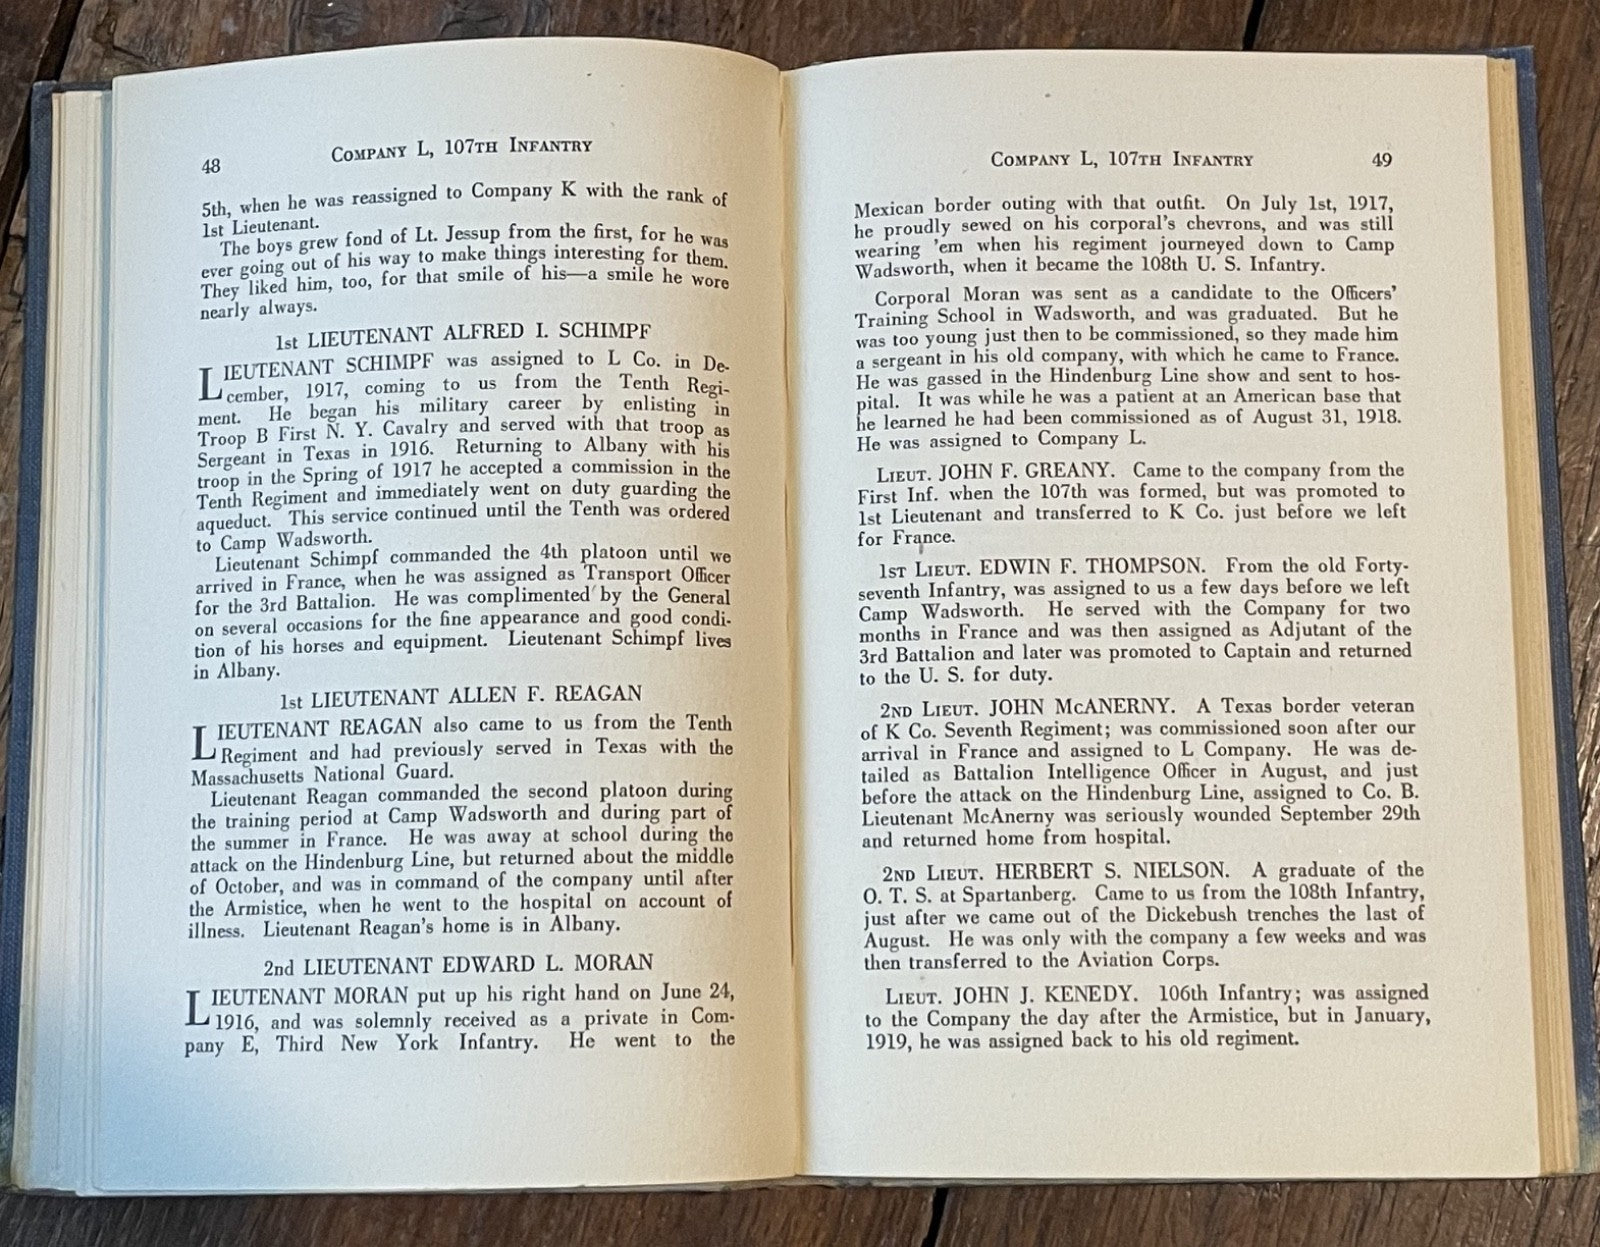 48
Company L, 107th Infantry
5th, when he was reassigned to Company K with the rank of
1st Lieutenant.
The boys grew fond of Lt. Jessup from the first, for he was
ever going out of his way to make things interesting for them.
They liked him, too, for that smile of his—a smile he wore
nearly always.
1st LIEUTENANT ALFRED I. SCHIMPF
LIEUTENANT SCHIMPF was assigned to L Co. in De-
cember, 1917, coming to us from the Tenth Regi-
ment. He began his military career by enlisting in
Troop B First N. Y. Cavalry and served with that troop as
Sergeant in Texas in 1916. Returning to Albany with his
troop in the Spring of 1917 he accepted a commission in the
Tenth Regiment and immediately went on duty guarding the
aqueduct. This service continued until the Tenth was ordered
to Camp Wadsworth.
Lieutenant Schimpf commanded the 4th platoon until we
arrived in France, when he was assigned as Transport Officer
for the 3rd Battalion. He was complimented by the General
on several occasions for the fine appearance and good condi-
tion of his horses and equipment. Lieutenant Schimpf lives
in Albany.
1st LIEUTENANT ALLEN F. REAGAN
LIEUTENANT REAGAN also came to us from the Tenth
Regiment and had previously served in Texas with the
Massachusetts National Guard.
Lieutenant Reagan commanded the second platoon during
the training period at Camp Wadsworth and during part of
the summer in France. He was away at school during the
attack on the Hindenburg Line, but returned about the middle
of October, and was in command of the company until after
the Armistice, when he went to the hospital on account of
illness. Lieutenant Reagan's home is in Albany.
2nd LIEUTENANT EDWARD L. MORAN
LIEUTENANT MORAN put up his right hand on June 24,
1916, and was solemnly received as a private in Com-
pany E, Third New York Infantry. He went to the
Company L, 107th Infantry
49
Mexican border outing with that outfit. On July 1st, 1917,
he proudly sewed on his corporal's chevrons, and was still
wearing 'em when his regiment journeyed down to Camp
Wadsworth, when it became the 108th U. S. Infantry.
Corporal Moran was sent as a candidate to the Officers'
Training School in Wadsworth, and was graduated. But he
was too young just then to be commissioned, so they made him
a sergeant in his old company, with which he came to France.
He was gassed in the Hindenburg Line show and sent to hos-
pital. It was while he was a patient at an American base that
he learned he had been commissioned as of August 31, 1918.
He was assigned to Company L.
Lieut. JOHN F. GREANY. Came to the company from the
First Inf. when the 107th was formed, but was promoted to
1st Lieutenant and transferred to K Co. just before we left
for France.
1st Lieut. EDWIN F. THOMPSON. From the old Forty-
seventh Infantry, was assigned to us a few days before we left
Camp Wadsworth. He served with the Company for two
months in France and was then assigned as Adjutant of the
3rd Battalion and later was promoted to Captain and returned
to the U. S. for duty.
2nd Lieut. JOHN McANERNY. A Texas border veteran
of K Co. Seventh Regiment; was commissioned soon after our
arrival in France and assigned to L Company. He was de-
tailed as Battalion Intelligence Officer in August, and just
before the attack on the Hindenburg Line, assigned to Co. B.
Lieutenant McAnerny was seriously wounded September 29th
and returned home from hospital.
2nd Lieut. HERBERT S. NIELSON. A graduate of the
O. T. S. at Spartanberg. Came to us from the 108th Infantry,
just after we came out of the Dickebush trenches the last of
August. He was only with the company a few weeks and was
then transferred to the Aviation Corps.
Lieut. JOHN J. KENEDY. 106th Infantry; was assigned
to the Company the day after the Armistice, but in January,
1919, he was assigned back to his old regiment.